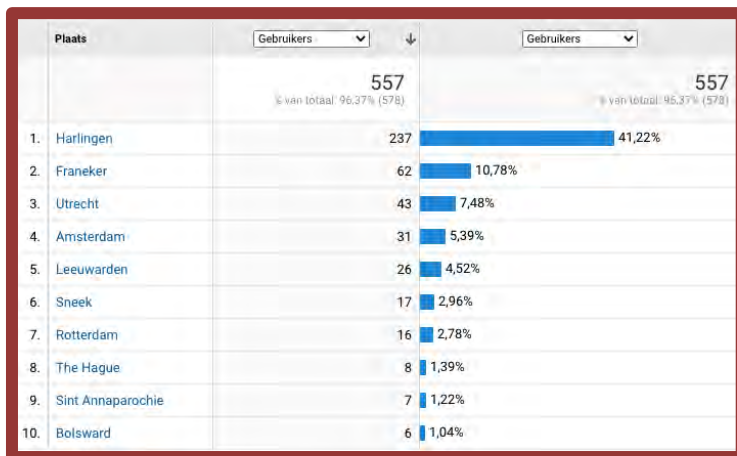 Plaats Gebruikers Gebruikers
557 557
% van totaal: 96,37% (578) % van totaal: 96,37% (578)
1. Harlingen 237 41,22%
2. Franeker 62 10,78%
3. Utrecht 43 7,48%
4. Amsterdam 31 5,39%
5. Leeuwarden 26 4,52%
6. Sneek 17 2,96%
7. Rotterdam 16 2,78%
8. The Hague 8 1,39%
9. Sint Annaparochie 7 1,22%
10. Bolsward 6 1,04%